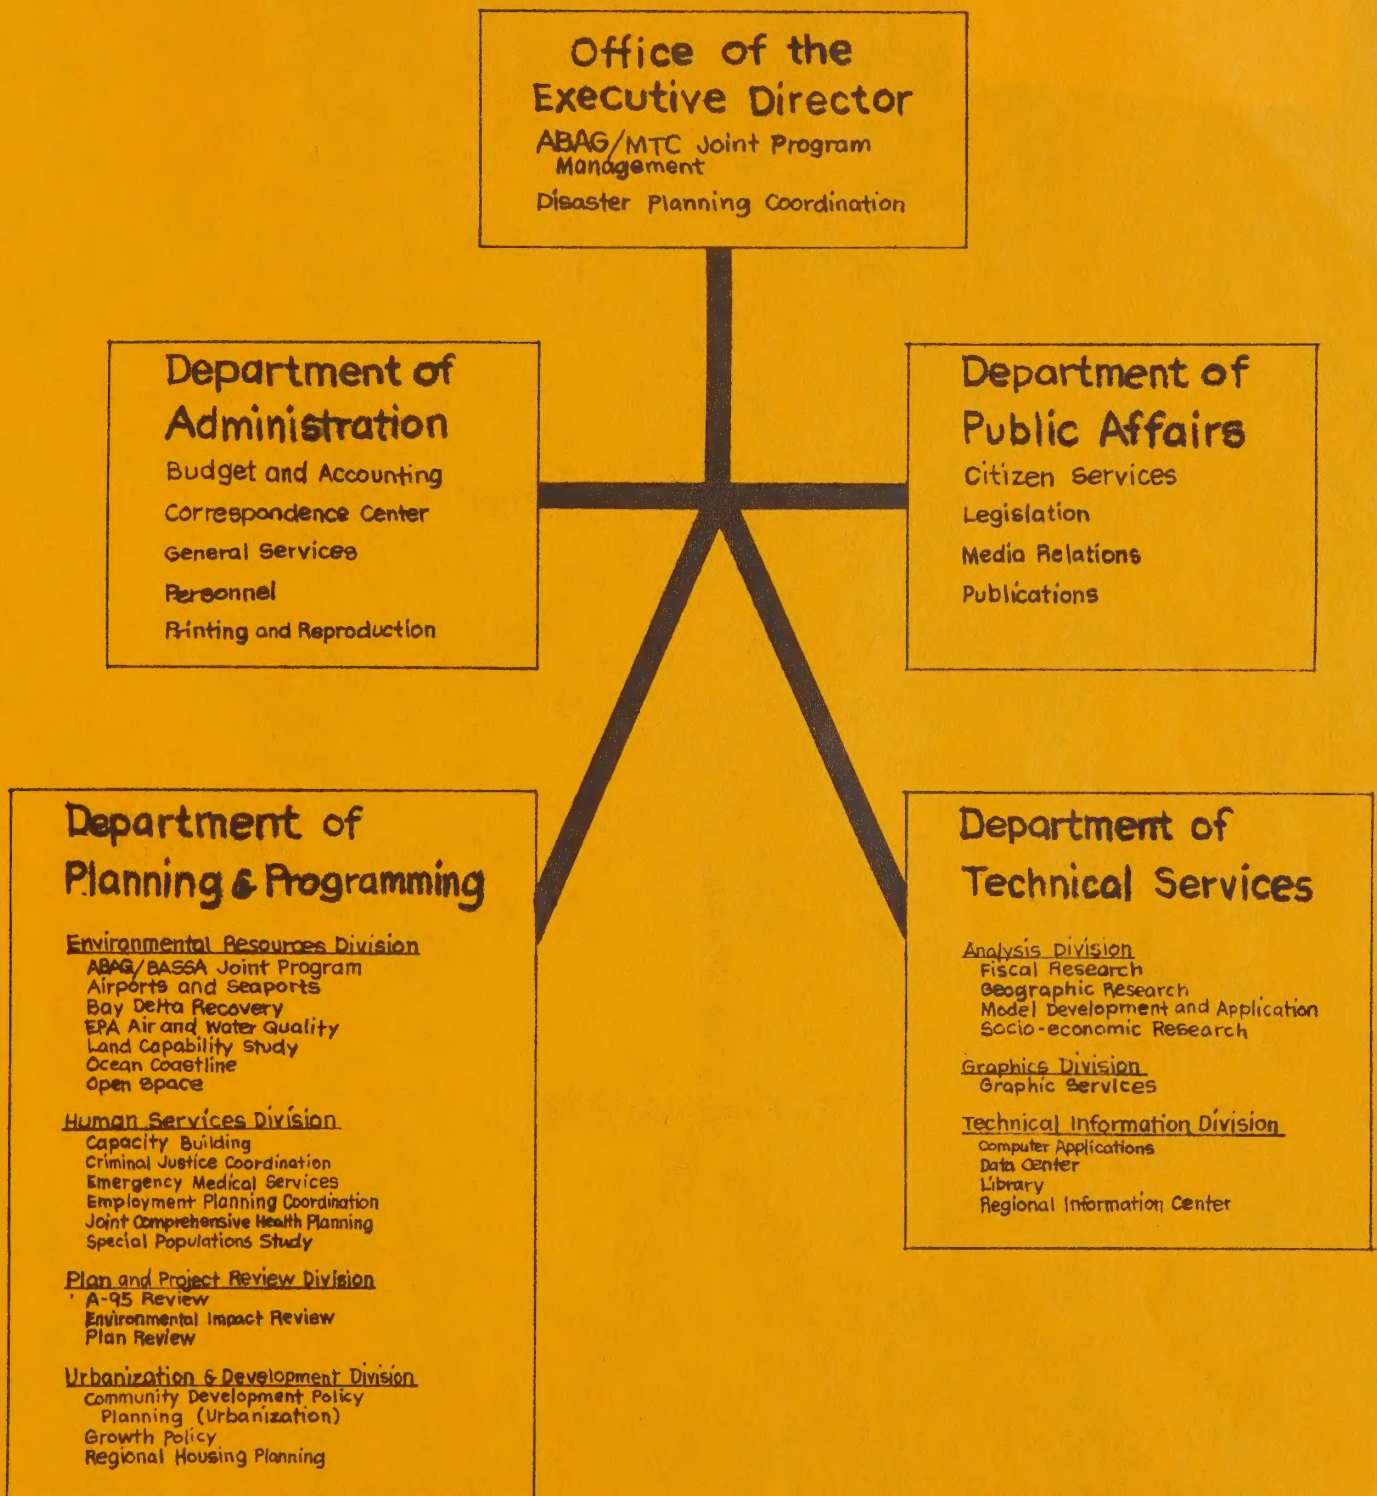 Office of the
Executive Director
ABAG/MTC Joint Program
Management
Disaster Planning Coordination
Department of
Administration
Budget and Accounting
Correspondence Center
General Services
Personnel
Printing and Reproduction
Department of
Public Affairs
Citizen Services
Legislation
Media Relations
Publications
Department of
Planning & Programming
Environmental Resources Division
ABAG/BASSA Joint Program
Airports and Seaports
Bay Delta Recovery
EPA Air and Water Quality
Land Capability Study
Ocean Coastline
Open Space
Human Services Division
Capacity Building
Criminal Justice Coordination
Emergency Medical Services
Employment Planning Coordination
Joint Comprehensive Health Planning
Special Populations Study
Plan and Project Review Division
A-95 Review
Environmental Impact Review
Plan Review
Urbanization & Development Division
Community Development Policy
Planning (Urbanization)
Growth Policy
Regional Housing Planning
Department of
Technical Services
Analysis Division
Fiscal Research
Geographic Research
Model Development and Application
Socio-economic Research
Graphics Division
Graphic Services
Technical Information Division
Computer Applications
Data Center
Library
Regional Information Center